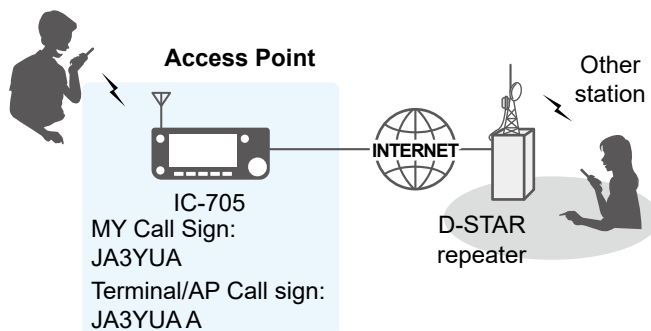 Access Point
Other
station
INTERNET
IC-705
MY Call Sign:
JA3YUA
Terminal/AP Call sign:
JA3YUA A
D-STAR
repeater